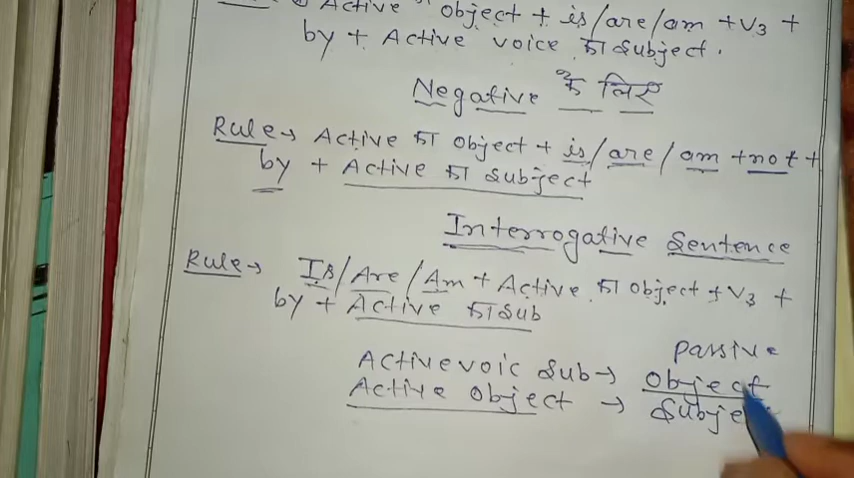 Active object + is/are/am + V3 +
by + Active voice का subject.
Negative के लिए
Rule → Active का object + is/are/am + not +
by + Active का subject
Interrogative Sentence
Rule → Is/Are/Am + Active का object + V3 +
by + Active का sub
Passive
Active voic sub → object
Active object →